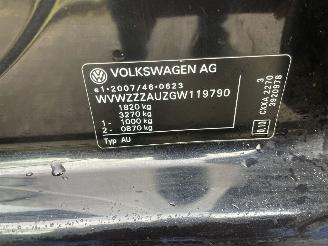 VOLKSWAGEN AG
e1*2007/46*0623
WVWZZZAUZGW119790
1820 kg
3270 kg
1- 1000 kg
2- 0870 kg
Typ AU
3
CXXA 2270
3920978